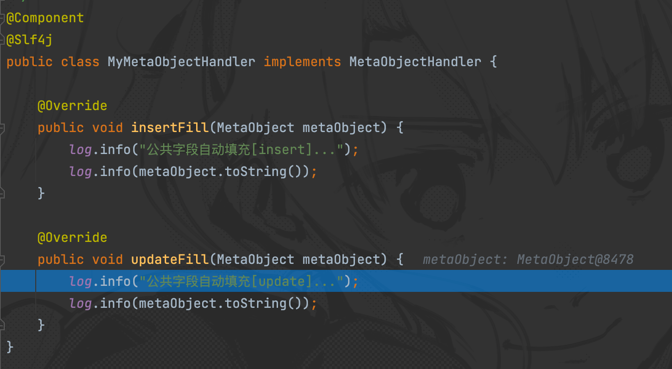 @Component
@Slf4j
public class MyMetaObjectHandler implements MetaObjectHandler {
@Override
public void insertFill(MetaObject metaObject) {
log.info("公共字段自动填充[insert]...");
log.info(metaObject.toString());
}
@Override
public void updateFill(MetaObject metaObject) { metaObject: MetaObject@8478
log.info("公共字段自动填充[update]...");
log.info(metaObject.toString());
}
}